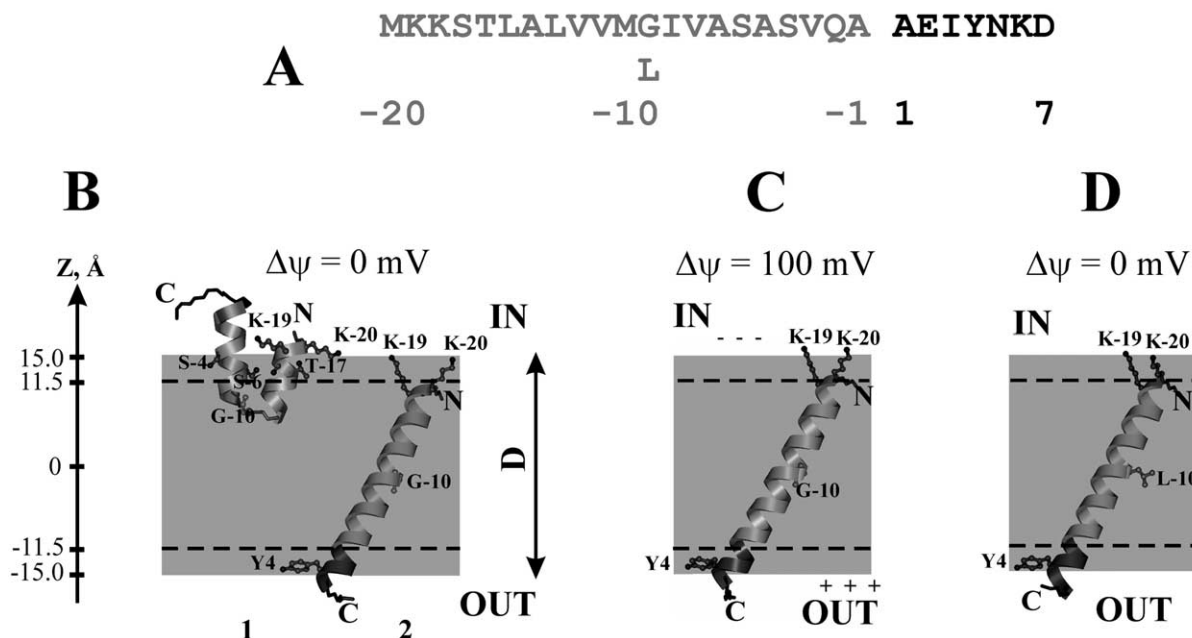 MKKSTLALVVMGIVASASVQA AEIYNKD
A
L
-20 -10 -1 1 7
B C D
Z, Å
Δψ = 0 mV Δψ = 100 mV Δψ = 0 mV
C
K-19 N
K-20
K-19
K-20
IN
IN
- - -
K-19
K-20
IN
K-19
K-20
15.0
11.5
S-4
S-6
T-17
G-10
N
N
N
0
D
G-10
G-10
L-10
-11.5
-15.0
Y4
Y4
Y4
C
OUT
C
+ + +
OUT
C
OUT
1 2